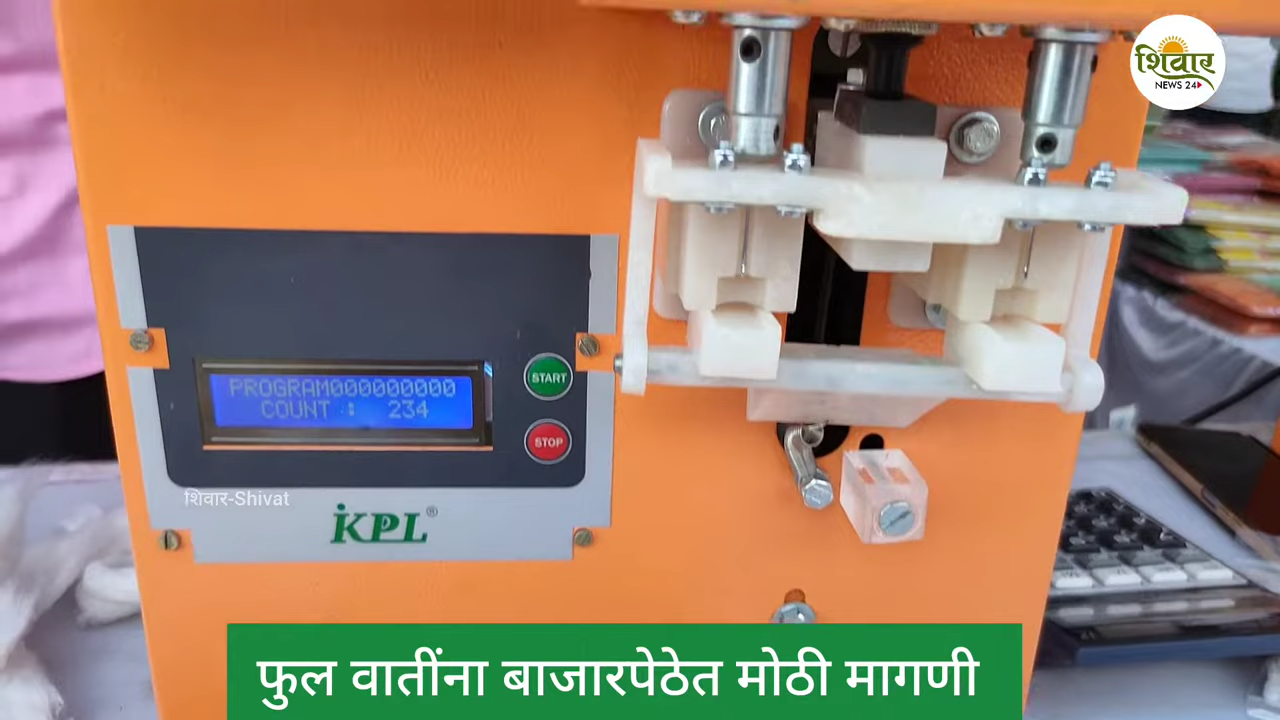 शिवार
NEWS 24
PROGRAM000000000
COUNT : 234
START
STOP
शिवार-Shivat
KPL®
फुल वातींना बाजारपेठेत मोठी मागणी